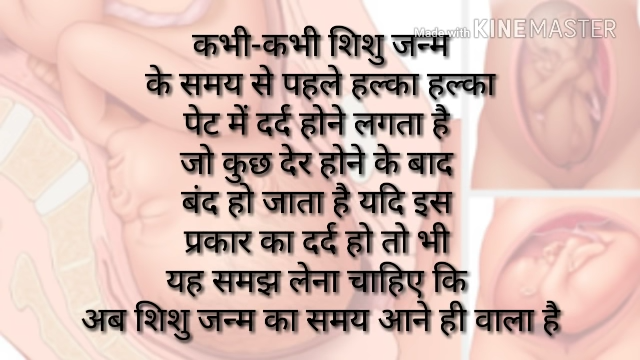 Made with KINEMASTER
कभी-कभी शिशु जन्म
के समय से पहले हल्का हल्का
पेट में दर्द होने लगता है
जो कुछ देर होने के बाद
बंद हो जाता है यदि इस
प्रकार का दर्द हो तो भी
यह समझ लेना चाहिए कि
अब शिशु जन्म का समय आने ही वाला है